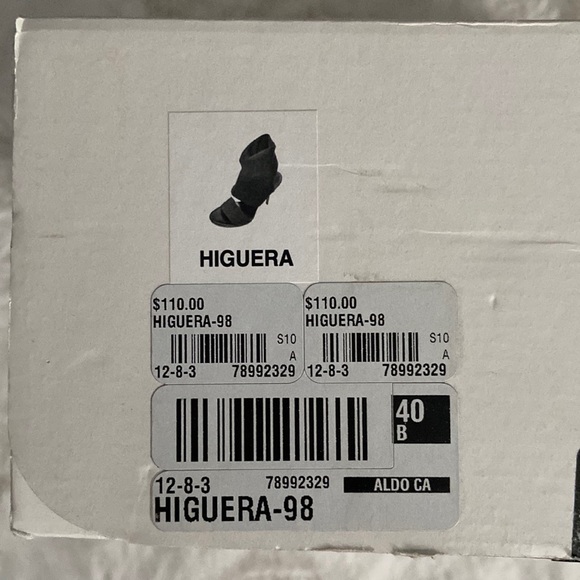 HIGUERA
$110.00
HIGUERA-98
S10
A
12-8-3 78992329
$110.00
HIGUERA-98
S10
A
12-8-3 78992329
40
B
12-8-3 78992329 ALDO CA
HIGUERA-98